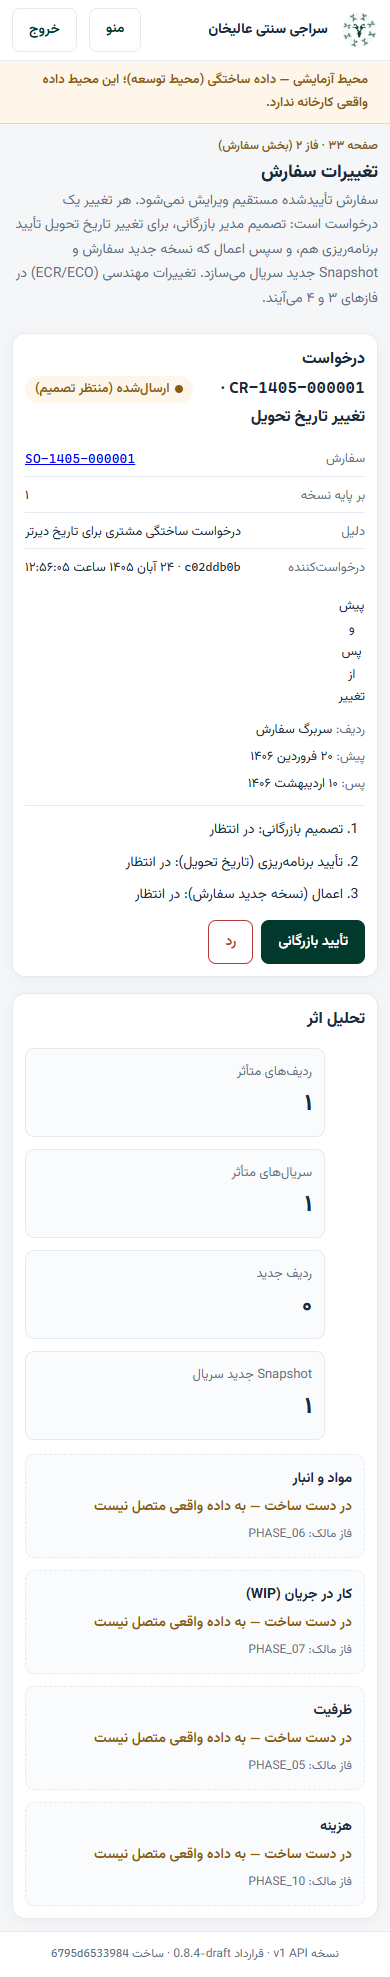 سراجی سنتی عالیخان
منو
خروج
محیط آزمایشی — داده ساختگی (محیط توسعه)؛ این محیط داده
واقعی کارخانه ندارد.
صفحه ۳۳ · فاز ۲ (بخش سفارش)
تغییرات سفارش
سفارش تأییدشده مستقیم ویرایش نمی‌شود. هر تغییر یک
درخواست است: تصمیم مدیر بازرگانی، برای تغییر تاریخ تحویل تأیید
برنامه‌ریزی هم، و سپس اعمال که نسخه جدید سفارش و
Snapshot جدید سریال می‌سازد. تغییرات مهندسی (ECR/ECO) در
فازهای ۳ و ۴ می‌آیند.
درخواست
CR-1405-000001 ·
تغییر تاریخ تحویل
ارسال‌شده (منتظر تصمیم)
سفارش SO-1405-000001
بر پایه نسخه ۱
دلیل درخواست ساختگی مشتری برای تاریخ دیرتر
درخواست‌کننده c02ddb0b · ۲۴ آبان ۱۴۰۵ ساعت ۱۲:۵۶:۰۵
پیش
و
پس
از
تغییر
ردیف: سربرگ سفارش
پیش: ۲۰ فروردین ۱۴۰۶
پس: ۱۰ اردیبهشت ۱۴۰۶
1. تصمیم بازرگانی: در انتظار
2. تأیید برنامه‌ریزی (تاریخ تحویل): در انتظار
3. اعمال (نسخه جدید سفارش): در انتظار
تأیید بازرگانی
رد
تحلیل اثر
ردیف‌های متأثر
۱
سریال‌های متأثر
۱
ردیف جدید
۰
Snapshot جدید سریال
۱
مواد و انبار
در دست ساخت — به داده واقعی متصل نیست
فاز مالک: PHASE_06
کار در جریان (WIP)
در دست ساخت — به داده واقعی متصل نیست
فاز مالک: PHASE_07
ظرفیت
در دست ساخت — به داده واقعی متصل نیست
فاز مالک: PHASE_05
هزینه
در دست ساخت — به داده واقعی متصل نیست
فاز مالک: PHASE_10
نسخه v1 API · قرارداد 0.8.4-draft · ساخت 6795d6533984